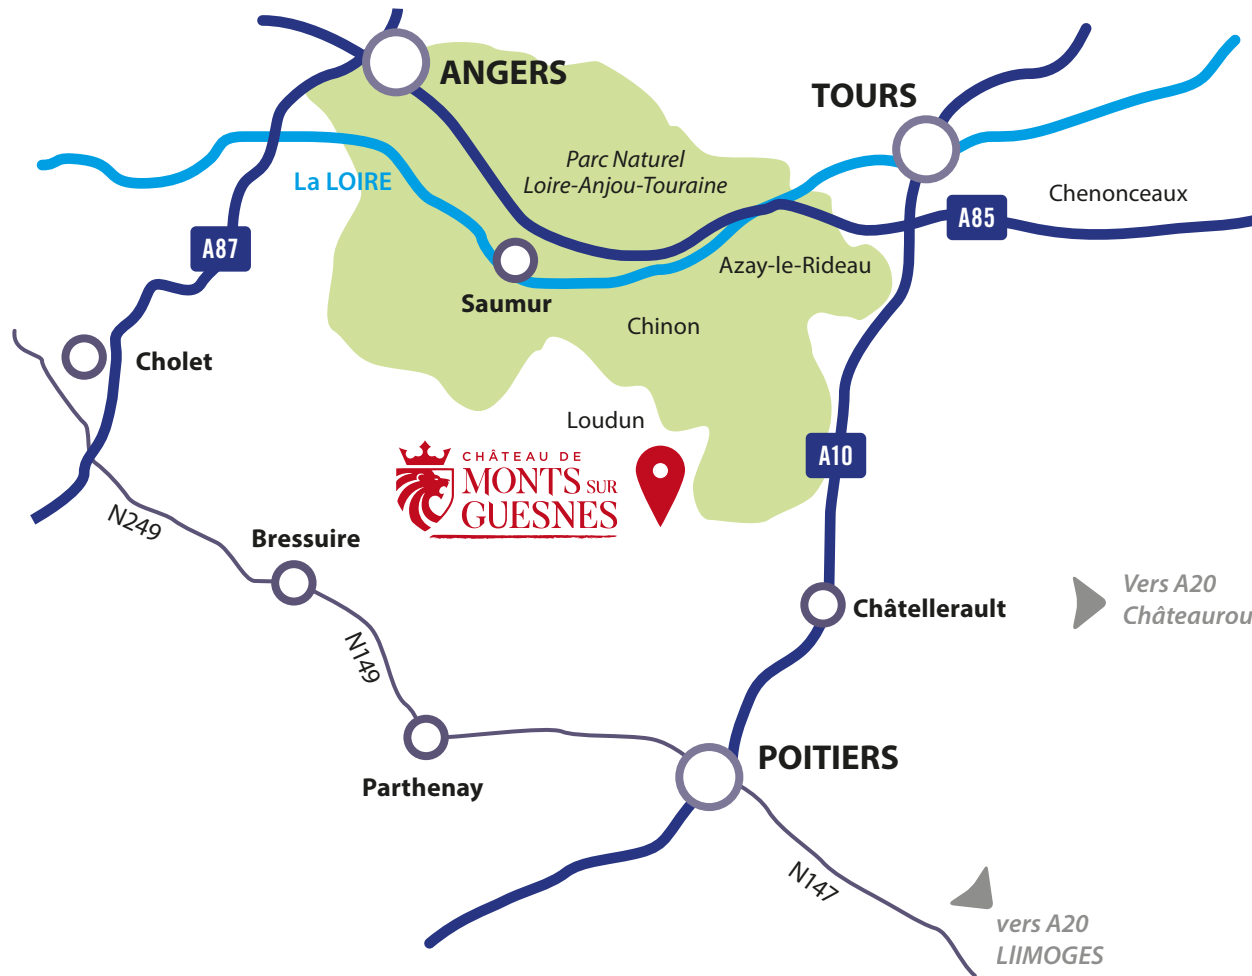 ANGERS
TOURS
Parc Naturel
Loire-Anjou-Touraine
La LOIRE
Chenonceaux
A85
A87
Azay-le-Rideau
Saumur
Chinon
Cholet
Loudun
CHÂTEAU DE
MONTS SUR
GUESNES
A10
N249
Bressuire
Vers A20
Châteaurou
Châtellerault
N149
POITIERS
Parthenay
N147
vers A20
LIIMOGES